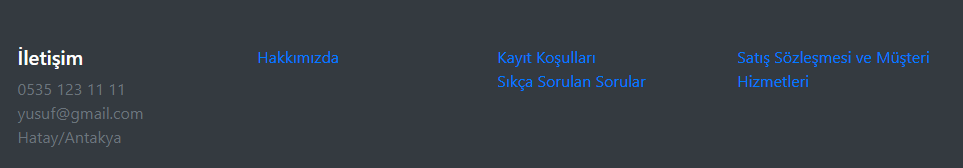 İletişim
0535 123 11 11
yusuf@gmail.com
Hatay/Antakya
Hakkımızda
Kayıt Koşulları
Sıkça Sorulan Sorular
Satış Sözleşmesi ve Müşteri
Hizmetleri